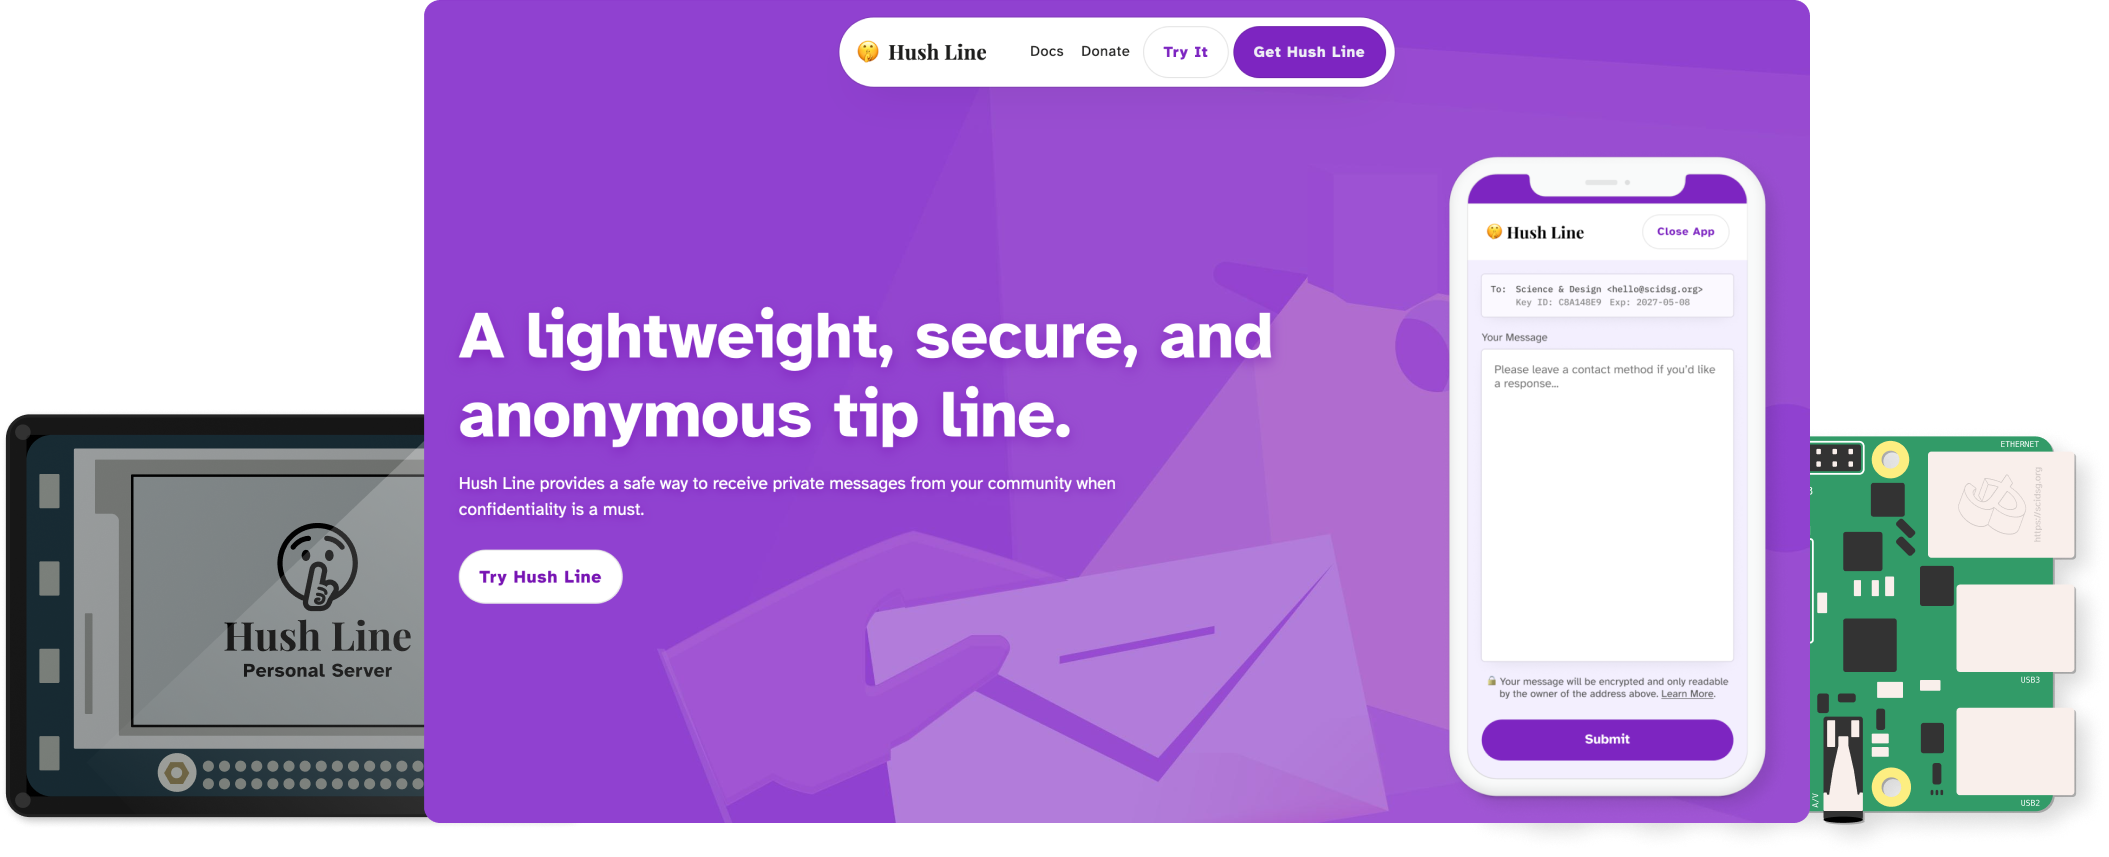 🤫 Hush Line
Docs
Donate
Try It
Get Hush Line
A lightweight, secure, and
anonymous tip line.
Hush Line provides a safe way to receive private messages from your community when
confidentiality is a must.
Try Hush Line
🤫 Hush Line
Close App
To: Science & Design <hello@scidsg.org>
Key ID: C8A148E9 Exp: 2027-05-08
Your Message
Please leave a contact method if you'd like
a response...
🔒 Your message will be encrypted and only readable
by the owner of the address above. Learn More.
Submit
Hush Line
Personal Server
ETHERNET
https://scidsg.org
USB3
USB2
A/V